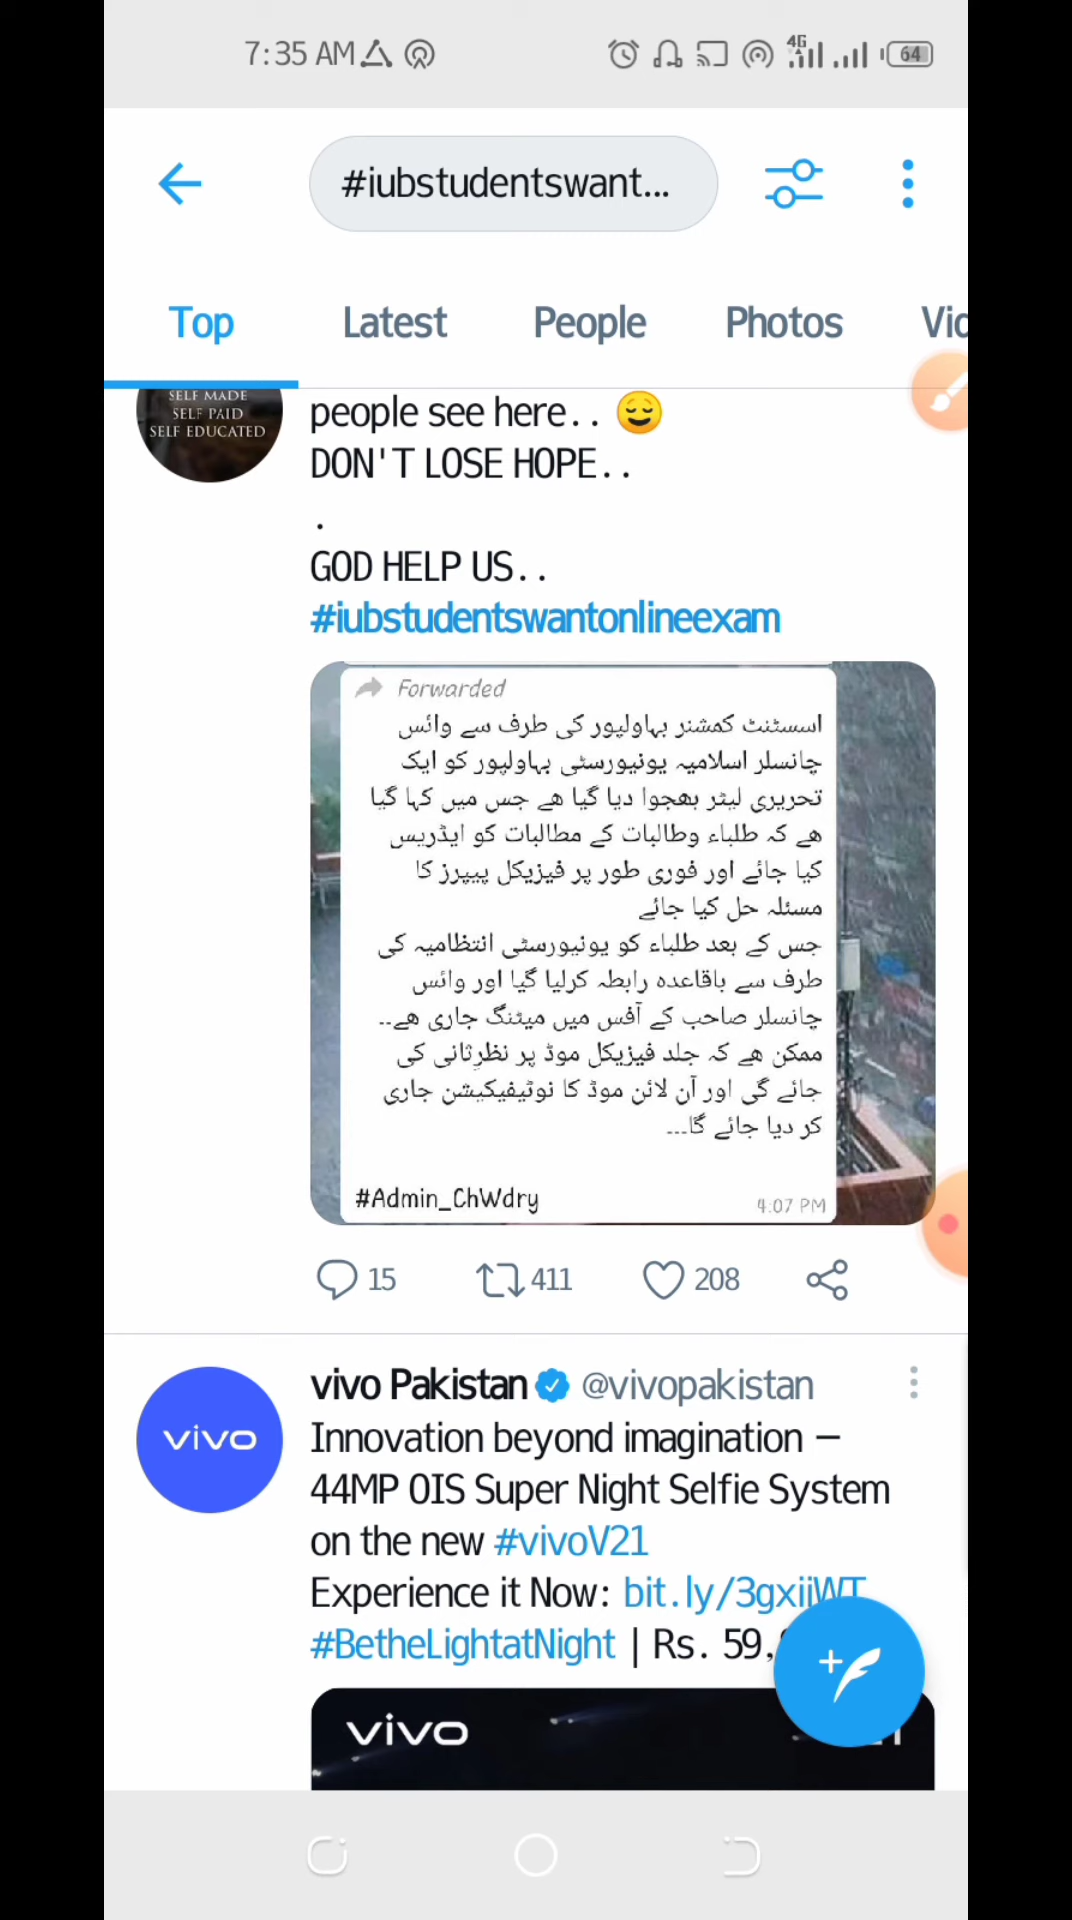 7:35 AM
4G
64
#iubstudentswant...
Top Latest People Photos
SELF MADE
SELF PAID
SELF EDUCATED
people see here.. 😌
DON'T LOSE HOPE..
.
GOD HELP US..
#iubstudentswantonlineexam
Forwarded
اسسٹنٹ کمشنر بہاولپور کی طرف سے وائس
چانسلر اسلامیہ یونیورسٹی بہاولپور کو ایک
تحریری لیٹر بھجوا دیا گیا ھے جس میں کہا گیا
ھے کہ طلباء وطالبات کے مطالبات کو ایڈریس
کیا جائے اور فوری طور پر فیزیکل پیپرز کا
مسئلہ حل کیا جائے
جس کے بعد طلباء کو یونیورسٹی انتظامیہ کی
طرف سے باقاعدہ رابطہ کرلیا گیا اور وائس
چانسلر صاحب کے آفس میں میٹنگ جاری ھے..
ممکن ھے کہ جلد فیزیکل موڈ پر نظرِثانی کی
جائے گی اور آن لائن موڈ کا نوٹیفیکیشن جاری
کر دیا جائے گا...
#Admin_ChWdry
4:07 PM
15 411 208
vivo Pakistan @vivopakistan
Innovation beyond imagination –
44MP OIS Super Night Selfie System
on the new #vivoV21
Experience it Now: bit.ly/3gxiiWT
#BetheLightatNight | Rs. 59,
vivo
vivo